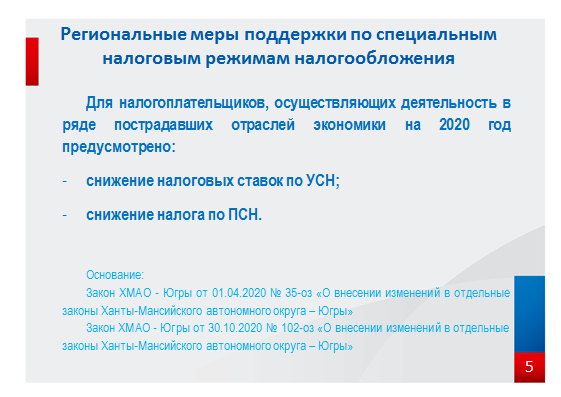 Региональные меры поддержки по специальным
налоговым режимам налогообложения
Для налогоплательщиков, осуществляющих деятельность в
ряде пострадавших отраслей экономики на 2020 год
предусмотрено:
- снижение налоговых ставок по УСН;
- снижение налога по ПСН.
Основание:
Закон ХМАО - Югры от 01.04.2020 № 35-оз «О внесении изменений в отдельные
законы Ханты-Мансийского автономного округа – Югры»
Закон ХМАО - Югры от 30.10.2020 № 102-оз «О внесении изменений в отдельные
законы Ханты-Мансийского автономного округа – Югры»
5